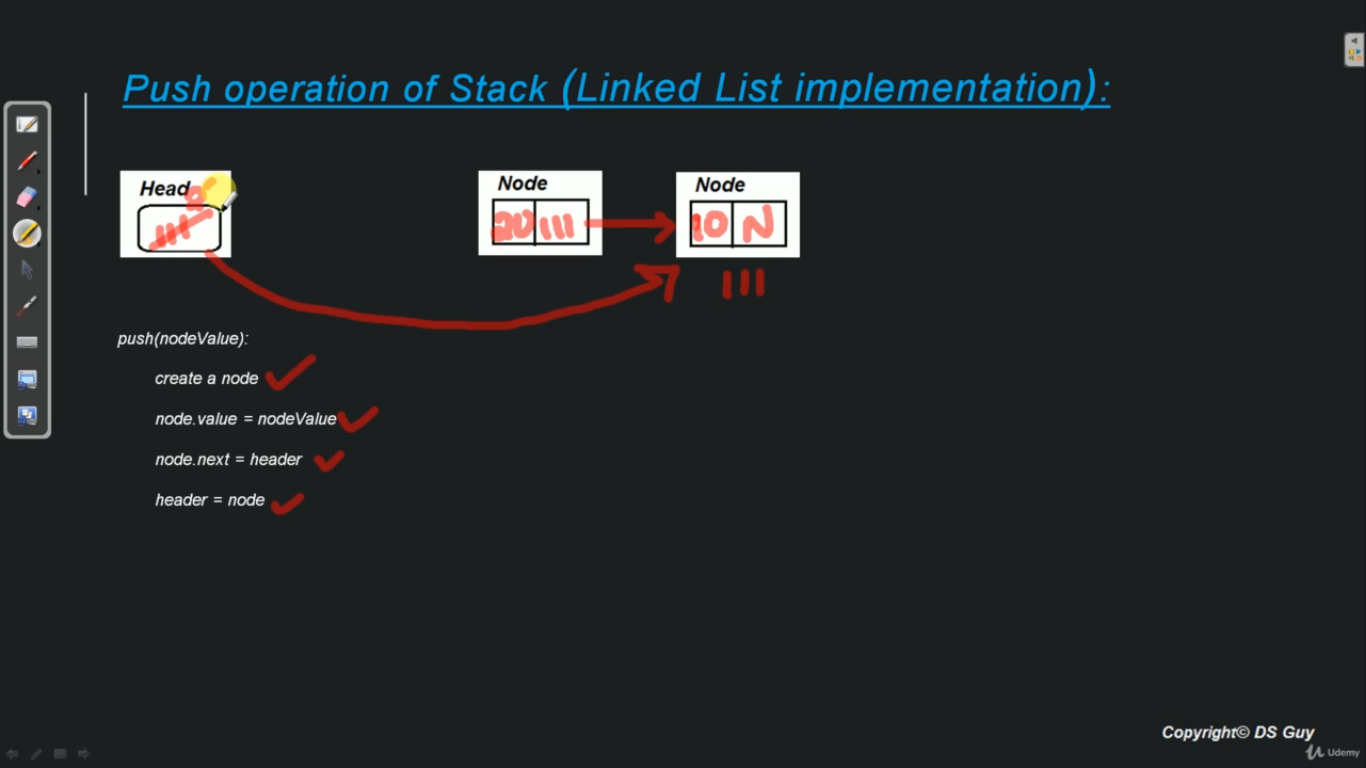 Push operation of Stack (Linked List implementation):
Head
111
Node
20 111
Node
10 N
111
push(nodeValue):
create a node
node.value = nodeValue
node.next = header
header = node
Copyright© DS Guy
Udemy